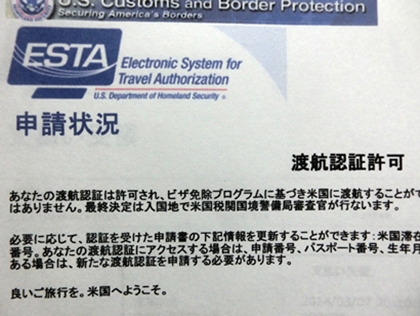 U.S. Customs and Border Protection
Securing America's Borders
ESTA
Electronic System for
Travel Authorization
U.S. Department of Homeland Security
申請状況
渡航認証許可
あなたの渡航認証は許可され、ビザ免除プログラムに基づき米国に渡航することがで
はありません。最終決定は入国地で米国税関国境警備局審査官が行ないます。
必要に応じて、認証を受けた申請書の下記情報を更新することができます：米国滞在
番号。あなたの渡航認証にアクセスする場合は、申請番号、パスポート番号、生年月
ある場合は、新たな渡航認証を申請する必要があります。
良いご旅行を。米国へようこそ。